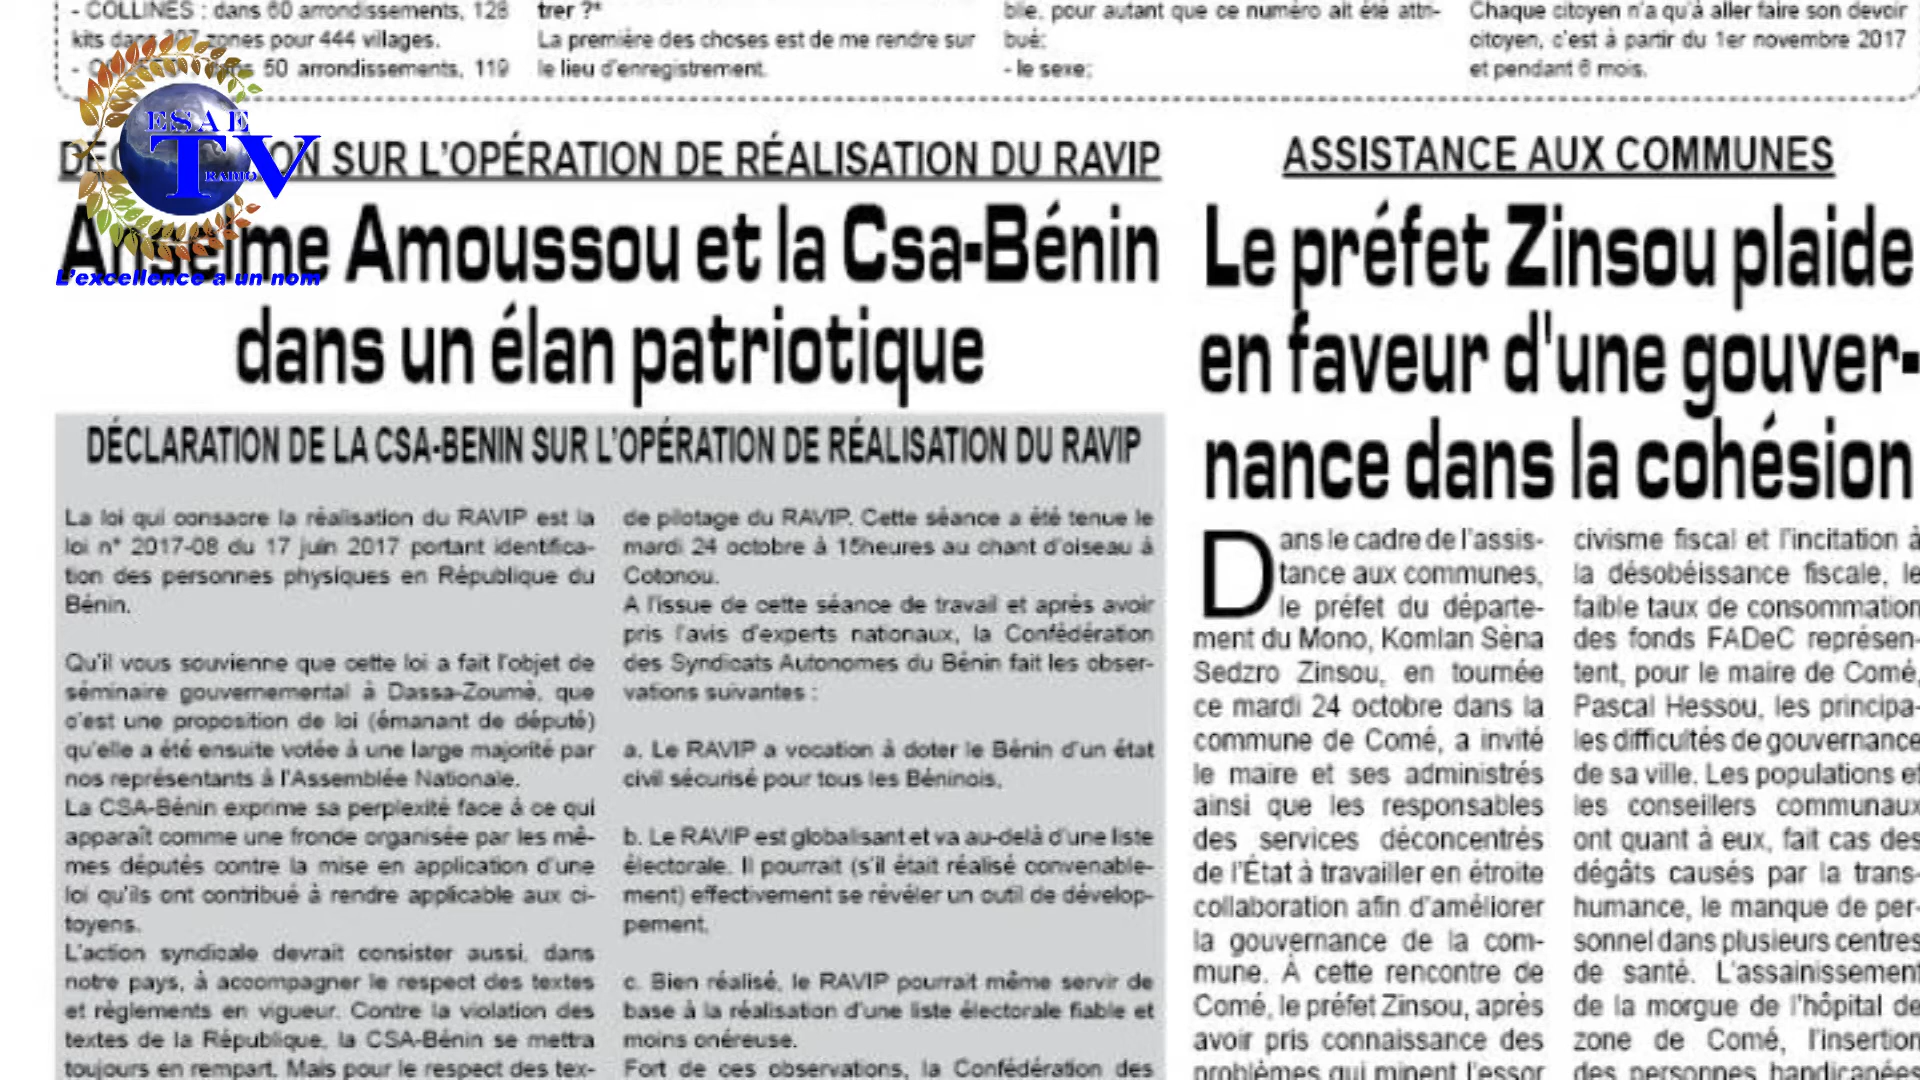 - COLLINES : dans 60 arrondissements, 128
kits dans zones pour 444 villages.
50 arrondissements, 119
trer ?"
La première des choses est de me rendre sur
le lieu d'enregistrement.
ble, pour autant que ce numéro ait été attri-
bué;
- le sexe;
Chaque citoyen n'a qu'à aller faire son devoir
citoyen, c'est à partir du 1er novembre 2017
et pendant 6 mois.
ESAE
TV
RADIO
L'excellence a un nom
SUR L'OPÉRATION DE RÉALISATION DU RAVIP
Anselme Amoussou et la Csa-Bénin
dans un élan patriotique
DÉCLARATION DE LA CSA-BENIN SUR L'OPÉRATION DE RÉALISATION DU RAVIP
La loi qui consacre la réalisation du RAVIP est la
loi n° 2017-08 du 17 juin 2017 portant identifica-
tion des personnes physiques en République du
Bénin.
Qu'il vous souvienne que cette loi a fait l'objet de
séminaire gouvernemental à Dassa-Zoumè, que
c'est une proposition de loi (émanant de député)
qu'elle a été ensuite votée à une large majorité par
nos représentants à l'Assemblée Nationale.
La CSA-Bénin exprime sa perplexité face à ce qui
apparaît comme une fronde organisée par les mê-
mes députés contre la mise en application d'une
loi qu'ils ont contribué à rendre applicable aux ci-
toyens.
L'action syndicale devrait consister aussi, dans
notre pays, à accompagner le respect des textes
et règlements en vigueur. Contre la violation des
textes de la République, la CSA-Bénin se mettra
toujours en rempart. Mais pour le respect des tex-
de pilotage du RAVIP. Cette séance a été tenue le
mardi 24 octobre à 15heures au chant d'oiseau à
Cotonou.
A l'issue de cette séance de travail et après avoir
pris l'avis d'experts nationaux, la Confédération
des Syndicats Autonomes du Bénin fait les obser-
vations suivantes :
a. Le RAVIP a vocation à doter le Bénin d'un état
civil sécurisé pour tous les Béninois,
b. Le RAVIP est globalisant et va au-delà d'une liste
électorale. Il pourrait (s'il était réalisé convenable-
ment) effectivement se révéler un outil de dévelop-
pement,
c. Bien réalisé, le RAVIP pourrait même servir de
base à la réalisation d'une liste électorale fiable et
moins onéreuse.
Fort de ces observations, la Confédération des
ASSISTANCE AUX COMMUNES
Le préfet Zinsou plaide
en faveur d'une gouver-
nance dans la cohésion
Dans le cadre de l'assis-
tance aux communes,
le préfet du départe-
ment du Mono, Komlan Sèna
Sedzro Zinsou, en tournée
ce mardi 24 octobre dans la
commune de Comé, a invité
le maire et ses administrés
ainsi que les responsables
des services déconcentrés
de l'État à travailler en étroite
collaboration afin d'améliorer
la gouvernance de la com-
mune. À cette rencontre de
Comé, le préfet Zinsou, après
avoir pris connaissance des
problèmes qui minent l'essor
civisme fiscal et l'incitation à
la désobéissance fiscale, le
faible taux de consommation
des fonds FADeC représen-
tent, pour le maire de Comé,
Pascal Hessou, les principa-
les difficultés de gouvernance
de sa ville. Les populations et
les conseillers communaux
ont quant à eux, fait cas des
dégâts causés par la trans-
humance, le manque de per-
sonnel dans plusieurs centres
de santé. L'assainissement
de la morgue de l'hôpital de
zone de Comé, l'insertion
des personnes handicapées